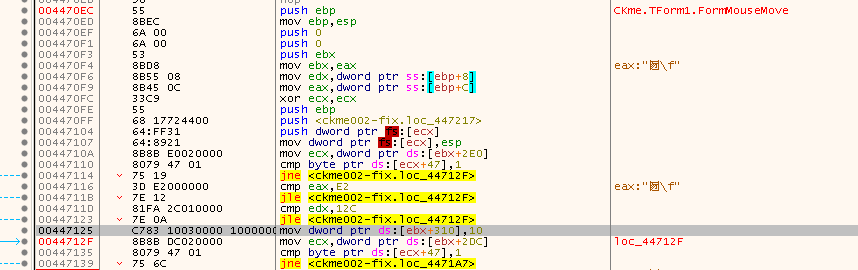 004470EC 55 push ebp CKme.TForm1.FormMouseMove
004470ED 8BEC mov ebp,esp
004470EF 6A 00 push 0
004470F1 6A 00 push 0
004470F3 53 push ebx
004470F4 8BD8 mov ebx,eax eax:"\f"
004470F6 8B55 08 mov edx,dword ptr ss:[ebp+8]
004470F9 8B45 0C mov eax,dword ptr ss:[ebp+C]
004470FC 33C9 xor ecx,ecx
004470FE 55 push ebp
004470FF 68 17724400 push <ckme002-fix.loc_447217>
00447104 64:FF31 push dword ptr fs:[ecx]
00447107 64:8921 mov dword ptr fs:[ecx],esp
0044710A 8B8B E0020000 mov ecx,dword ptr ds:[ebx+2E0]
00447110 8079 47 01 cmp byte ptr ds:[ecx+47],1
00447114 75 19 jne <ckme002-fix.loc_44712F>
00447116 3D E2000000 cmp eax,E2 eax:"\f"
0044711B 7E 12 jle <ckme002-fix.loc_44712F>
0044711D 81FA 2C010000 cmp edx,12C
00447123 7E 0A jle <ckme002-fix.loc_44712F>
00447125 C783 10030000 1000000 mov dword ptr ds:[ebx+310],10
0044712F 8B8B DC020000 mov ecx,dword ptr ds:[ebx+2DC] loc_44712F
00447135 8079 47 01 cmp byte ptr ds:[ecx+47],1
00447139 75 6C jne <ckme002-fix.loc_4471A7>